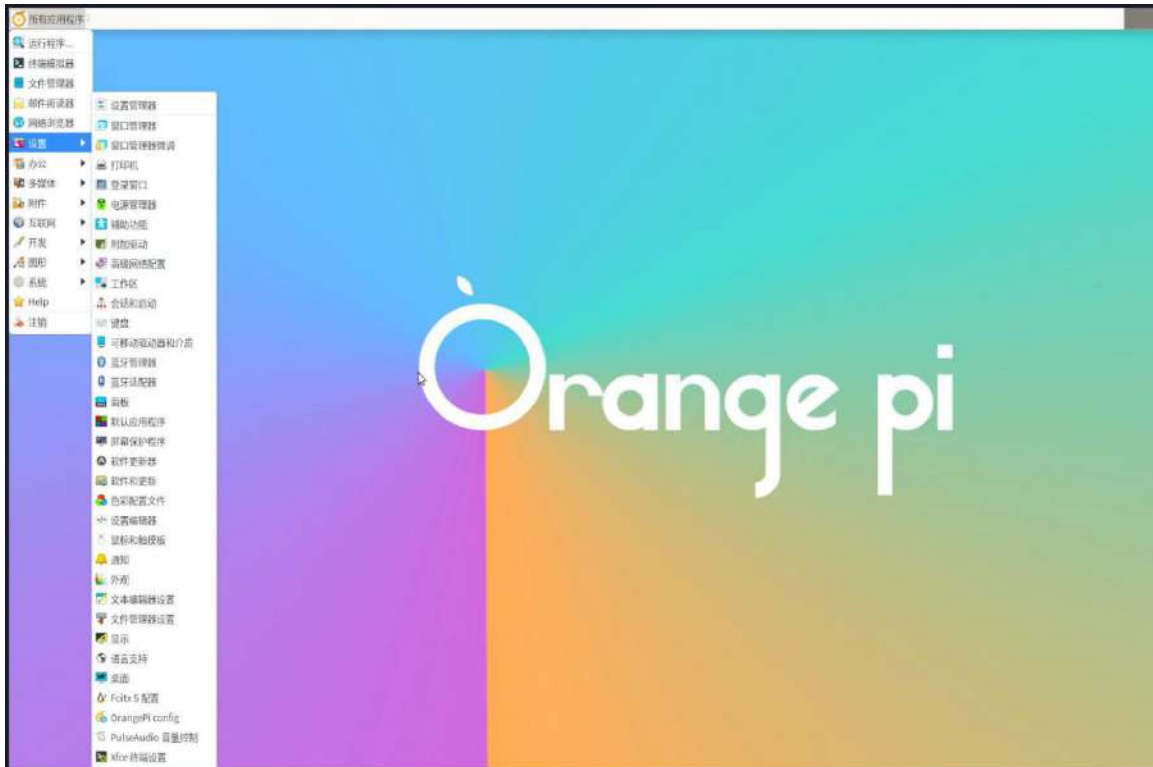 所有应用程序
运行程序...
终端模拟器
文件管理器
邮件阅读器
网络浏览器
设置
办公
多媒体
附件
互联网
开发
图形
系统
Help
注销
设置管理器
窗口管理器
窗口管理器微调
打印机
登录窗口
电源管理器
辅助功能
附加驱动
高级网络配置
工作区
会话和启动
键盘
可移动驱动器和介质
蓝牙管理器
蓝牙适配器
面板
默认应用程序
屏幕保护程序
软件更新器
软件和更新
色彩配置文件
设置编辑器
鼠标和触摸板
通知
外观
文本编辑器设置
文件管理器设置
显示
语言支持
桌面
Fcitx 5 配置
OrangePi config
PulseAudio 音量控制
Xfce 终端设置
Orange pi